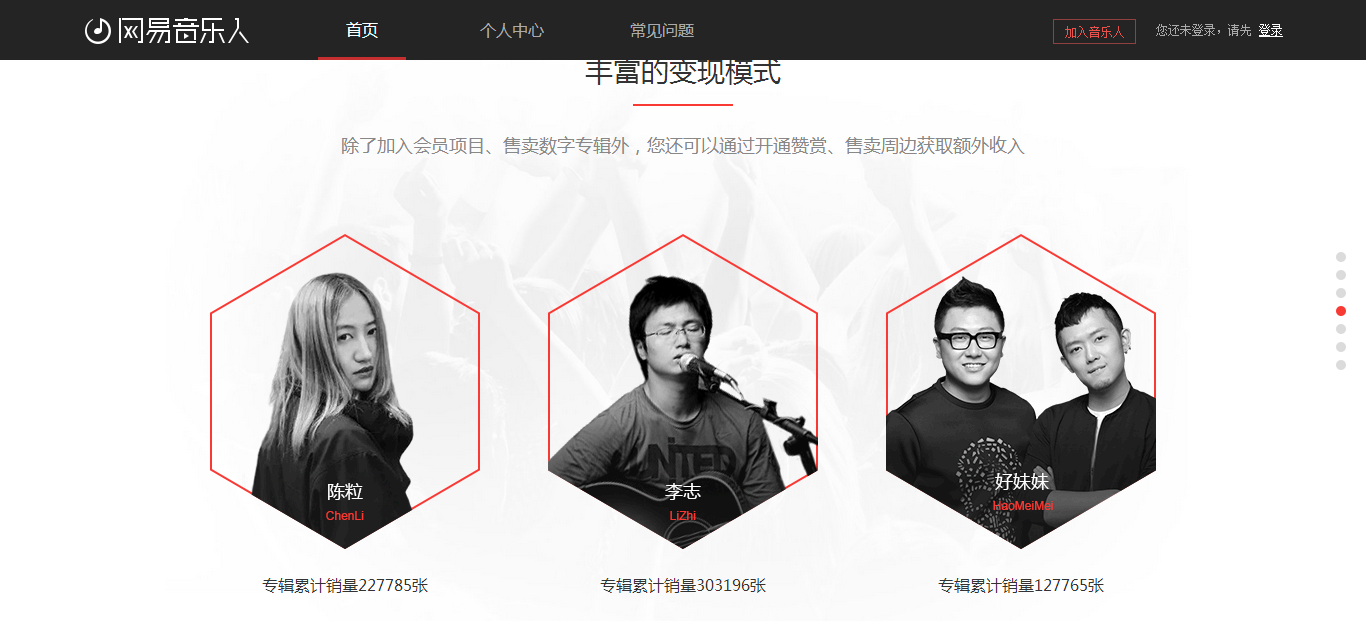 网易音乐人
首页
个人中心
常见问题
加入音乐人
您还未登录，请先 登录
丰富的变现模式
除了加入会员项目、售卖数字专辑外，您还可以通过开通赞赏、售卖周边获取额外收入
NTED
陈粒
ChenLi
李志
LiZhi
好妹妹
HaoMeiMei
专辑累计销量227785张
专辑累计销量303196张
专辑累计销量127765张